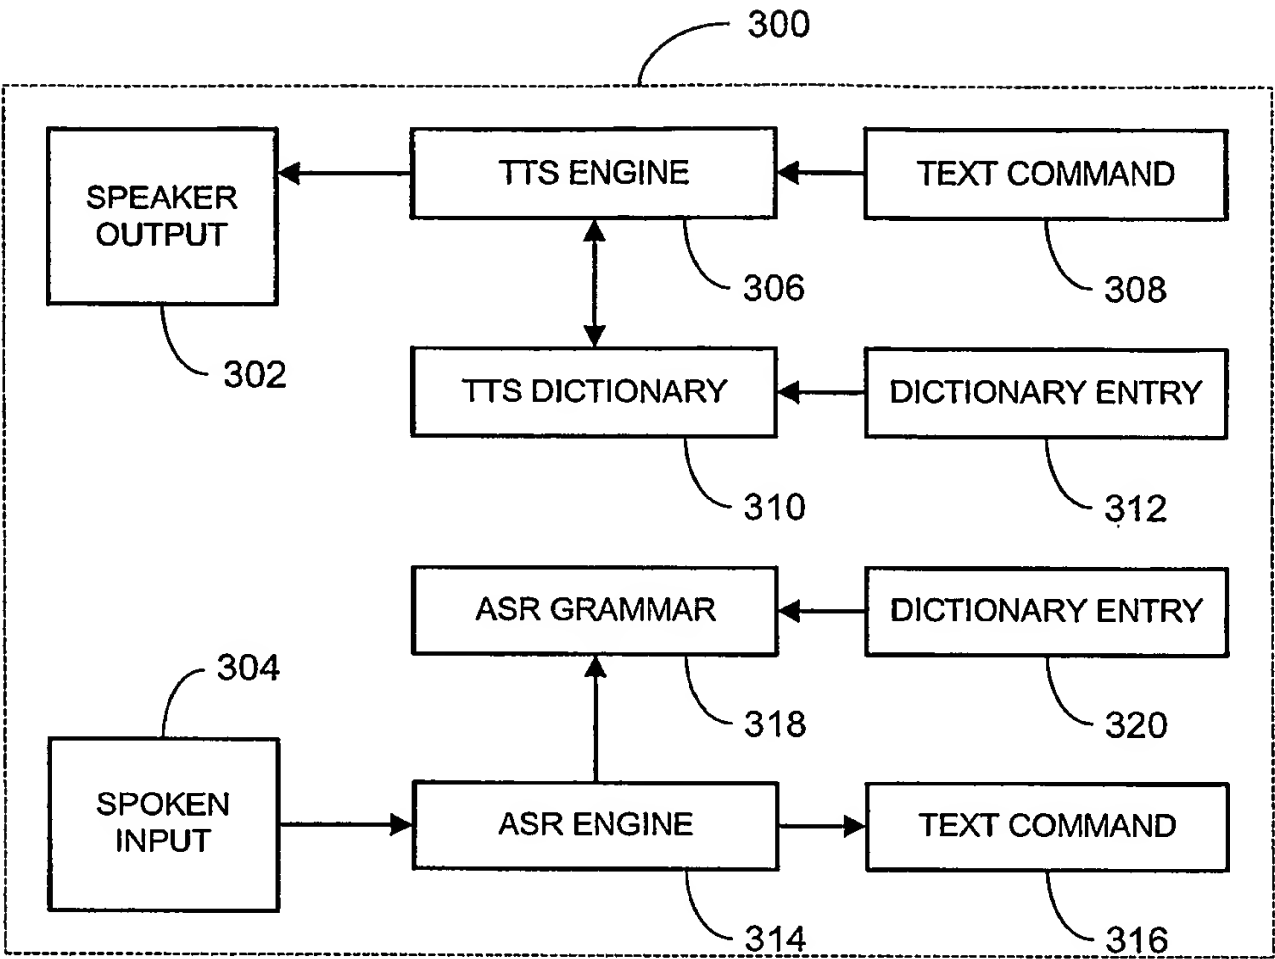 300
SPEAKER
OUTPUT
TTS ENGINE
TEXT COMMAND
302
306
308
TTS DICTIONARY
DICTIONARY ENTRY
310
312
ASR GRAMMAR
DICTIONARY ENTRY
304
318
320
SPOKEN
INPUT
ASR ENGINE
TEXT COMMAND
314
316